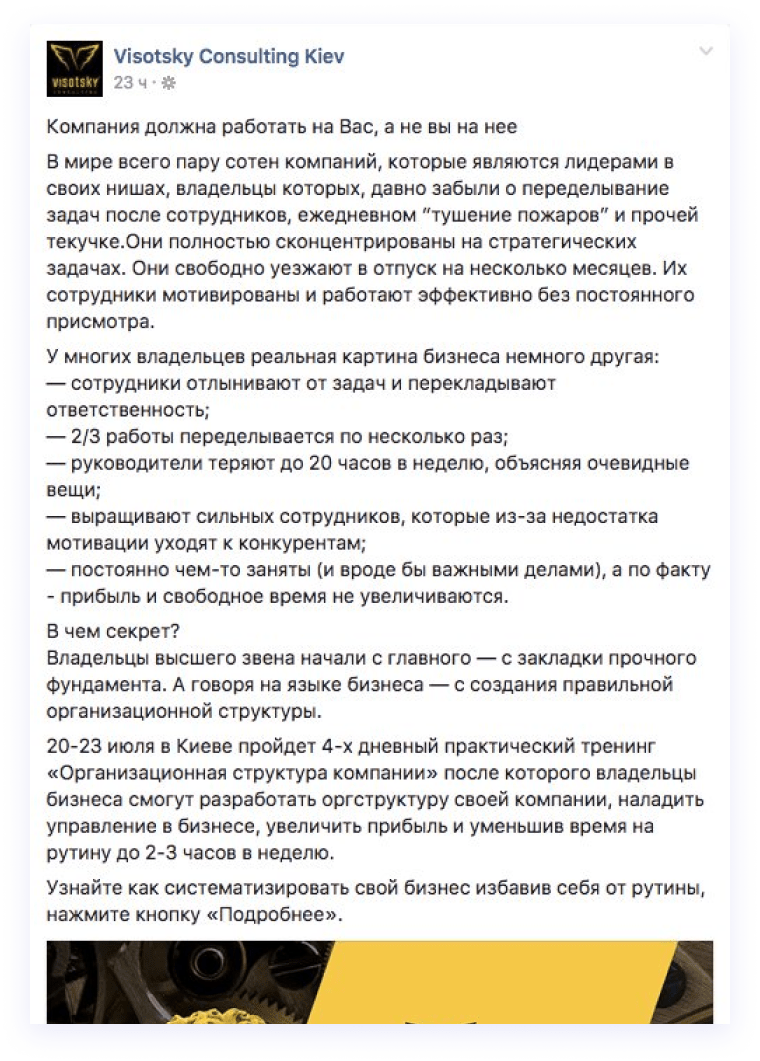 Visotsky Consulting Kiev
23 ч ·
VISOTSKY
CONSULTING
Компания должна работать на Вас, а не вы на нее
В мире всего пару сотен компаний, которые являются лидерами в
своих нишах, владельцы которых, давно забыли о переделывание
задач после сотрудников, ежедневном “тушение пожаров” и прочей
текучке.Они полностью сконцентрированы на стратегических
задачах. Они свободно уезжают в отпуск на несколько месяцев. Их
сотрудники мотивированы и работают эффективно без постоянного
присмотра.
У многих владельцев реальная картина бизнеса немного другая:
— сотрудники отлынивают от задач и перекладывают
ответственность;
— 2/3 работы переделывается по несколько раз;
— руководители теряют до 20 часов в неделю, объясняя очевидные
вещи;
— выращивают сильных сотрудников, которые из-за недостатка
мотивации уходят к конкурентам;
— постоянно чем-то заняты (и вроде бы важными делами), а по факту
- прибыль и свободное время не увеличиваются.
В чем секрет?
Владельцы высшего звена начали с главного — с закладки прочного
фундамента. А говоря на языке бизнеса — с создания правильной
организационной структуры.
20-23 июля в Киеве пройдет 4-х дневный практический тренинг
«Организационная структура компании» после которого владельцы
бизнеса смогут разработать оргструктуру своей компании, наладить
управление в бизнесе, увеличить прибыль и уменьшив время на
рутину до 2-3 часов в неделю.
Узнайте как систематизировать свой бизнес избавив себя от рутины,
нажмите кнопку «Подробнее».